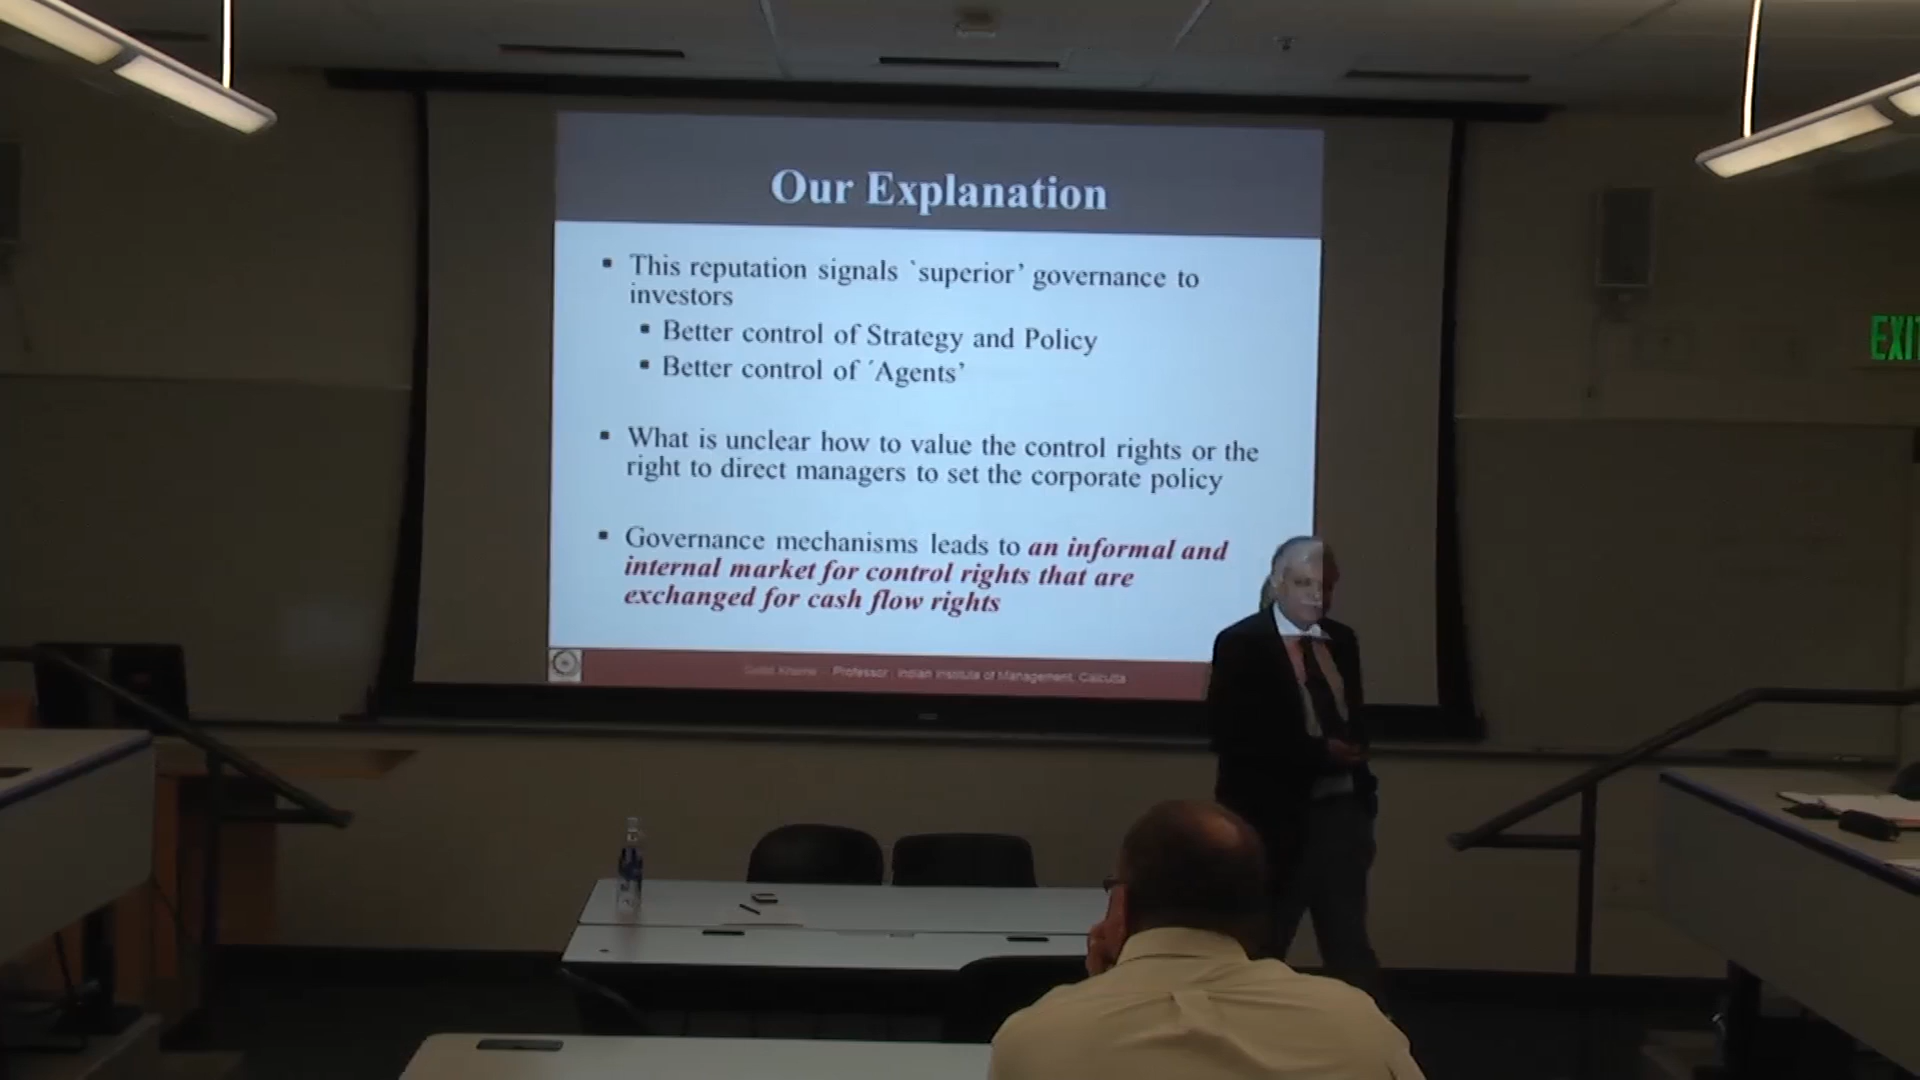 Our Explanation
▪ This reputation signals `superior’ governance to
investors
▪ Better control of Strategy and Policy
▪ Better control of ´Agents’
▪ What is unclear how to value the control rights or the
right to direct managers to set the corporate policy
▪ Governance mechanisms leads to an informal and
internal market for control rights that are
exchanged for cash flow rights
Professor : Indian Institute of Management, Calcutta